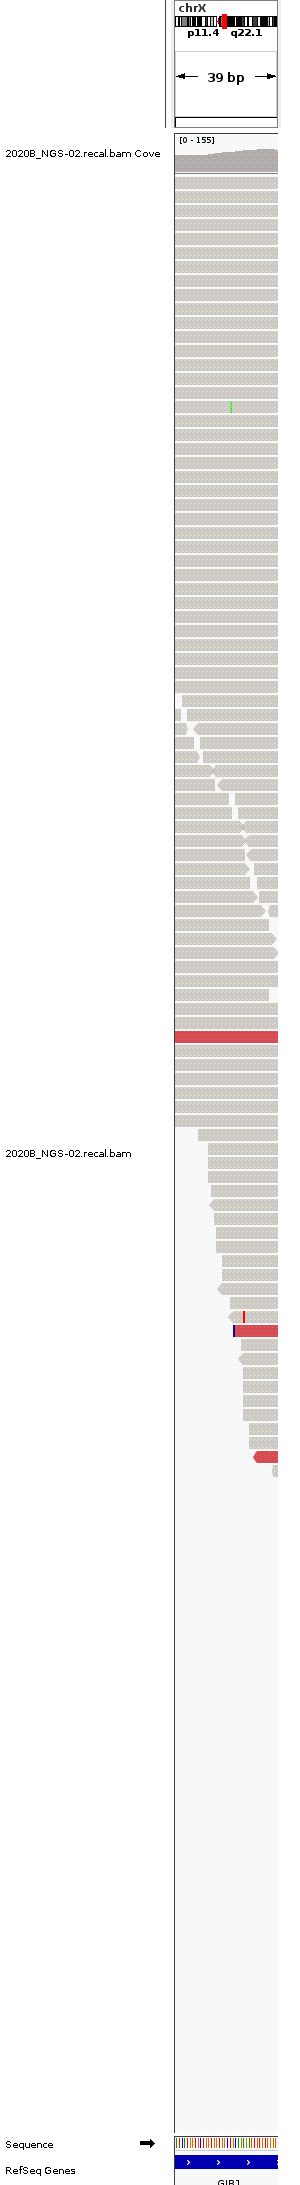 chrX
p11.4 q22.1
39 bp
[0 - 155]
2020B_NGS-02.recal.bam Cove
2020B_NGS-02.recal.bam
Sequence
RefSeq Genes